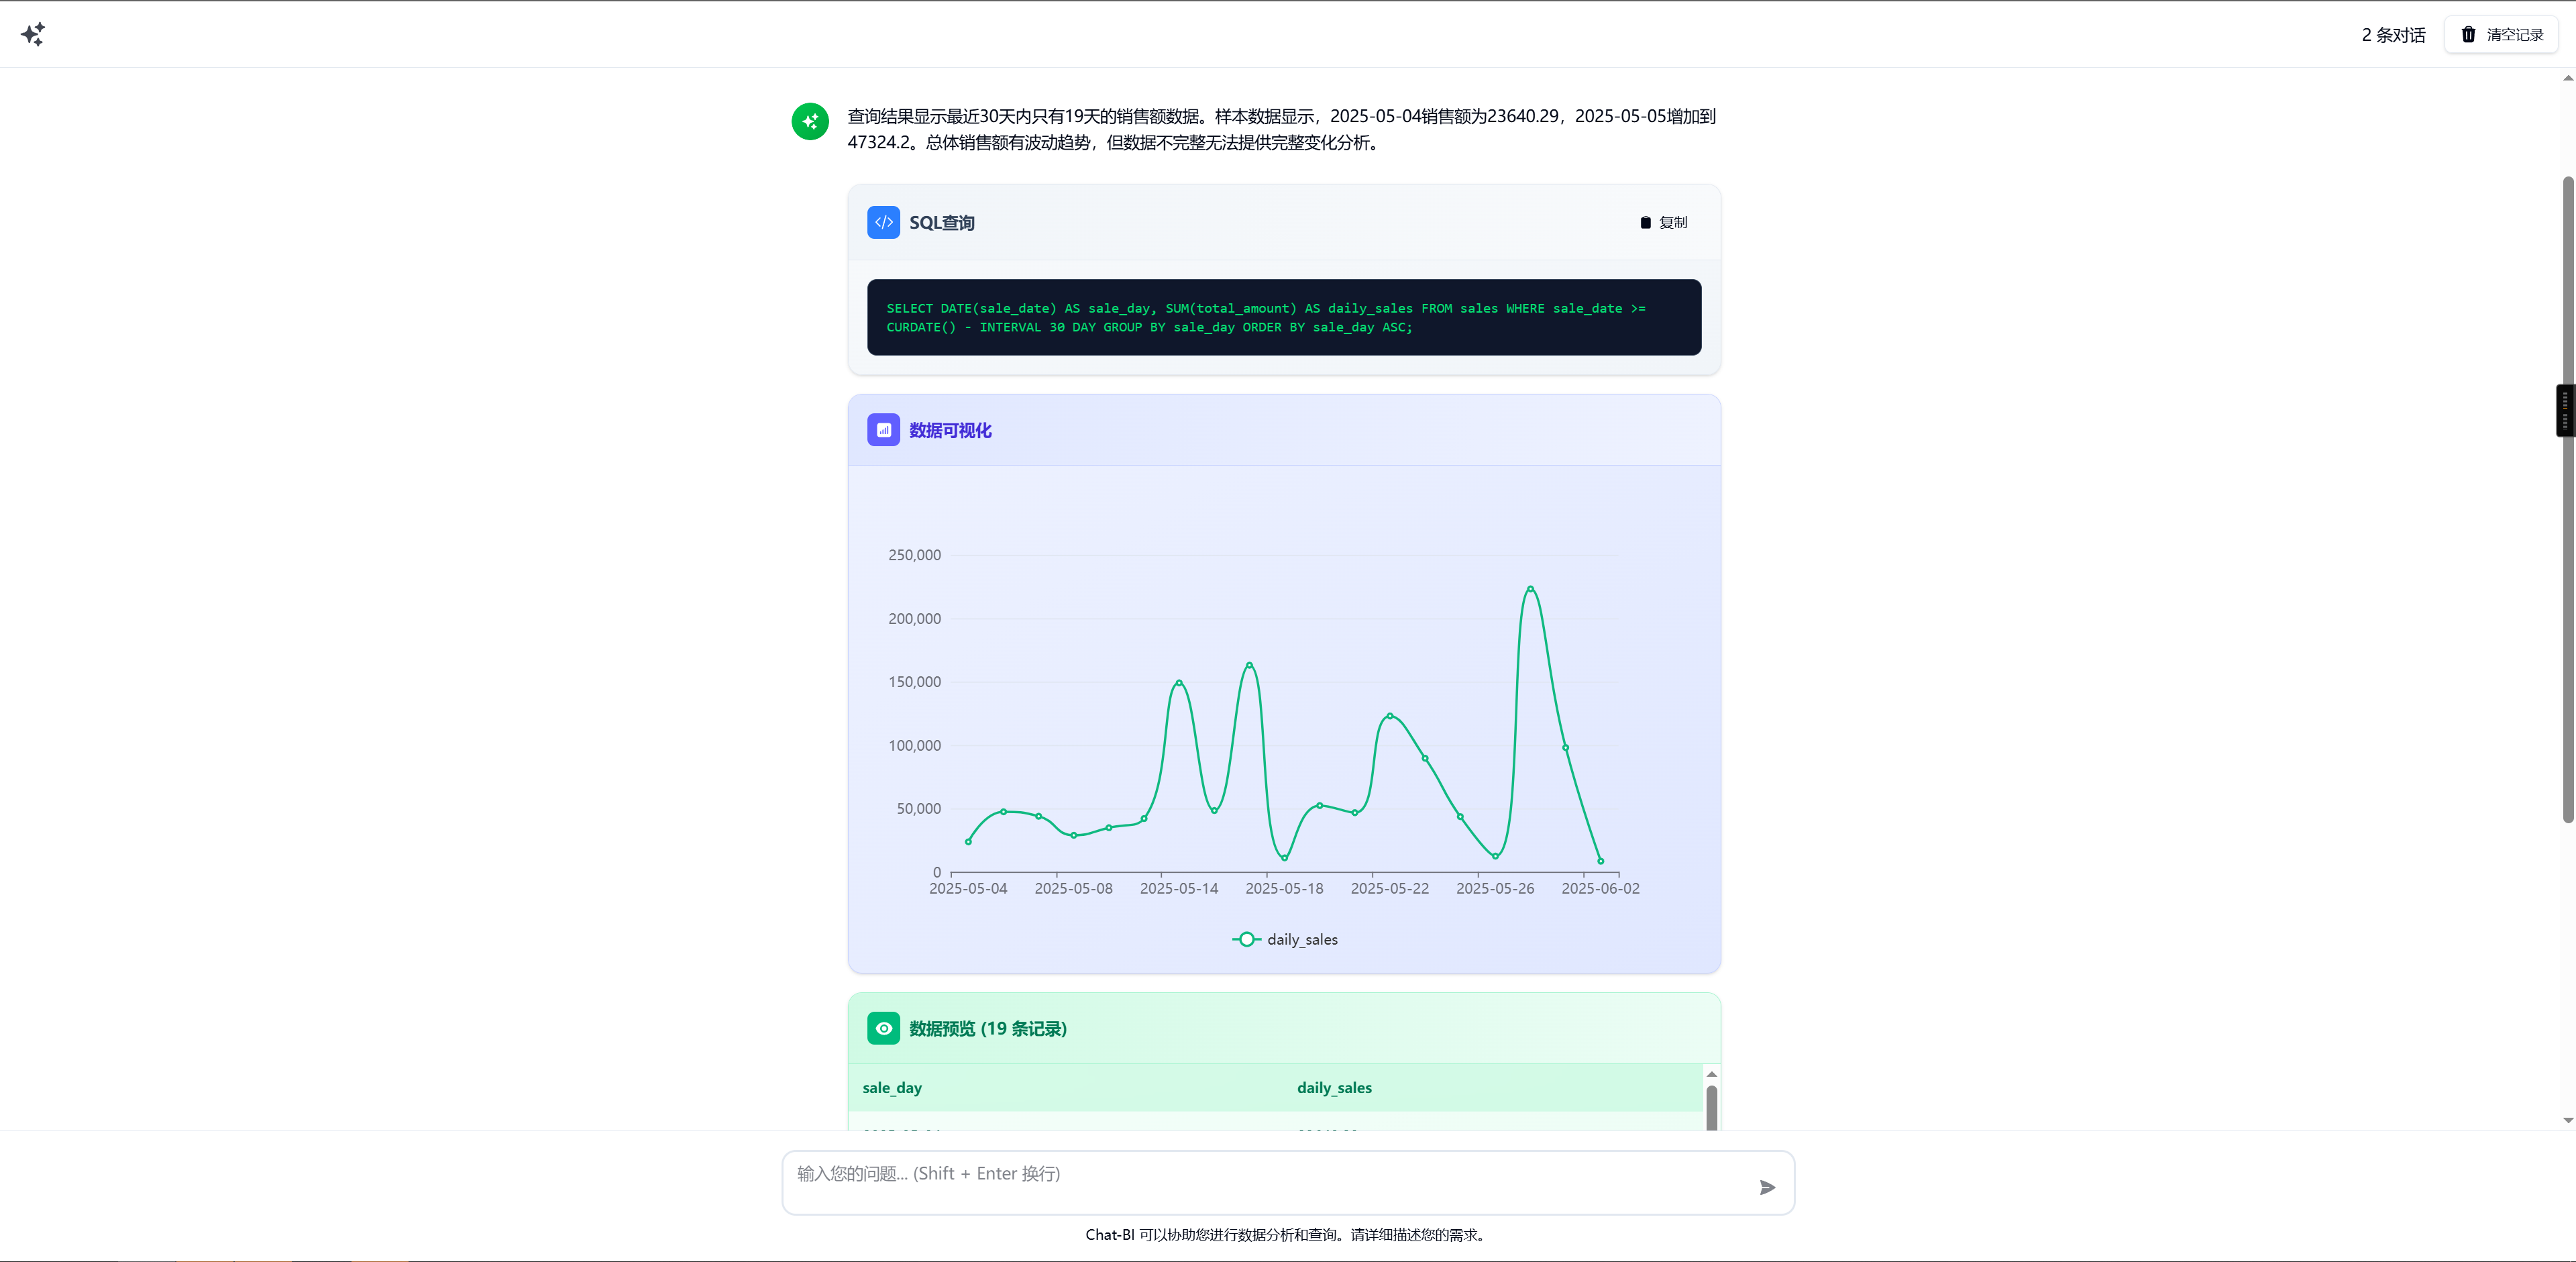 2 条对话
清空记录
查询结果显示最近30天内只有19天的销售额数据。样本数据显示，2025-05-04销售额为23640.29，2025-05-05增加到
47324.2。总体销售额有波动趋势，但数据不完整无法提供完整变化分析。
SQL查询
复制
SELECT DATE(sale_date) AS sale_day, SUM(total_amount) AS daily_sales FROM sales WHERE sale_date >=
CURDATE() - INTERVAL 30 DAY GROUP BY sale_day ORDER BY sale_day ASC;
数据可视化
250,000
200,000
150,000
100,000
50,000
0
2025-05-04 2025-05-08 2025-05-14 2025-05-18 2025-05-22 2025-05-26 2025-06-02
daily_sales
数据预览 (19 条记录)
sale_day daily_sales
输入您的问题... (Shift + Enter 换行)
Chat-BI 可以协助您进行数据分析和查询。请详细描述您的需求。